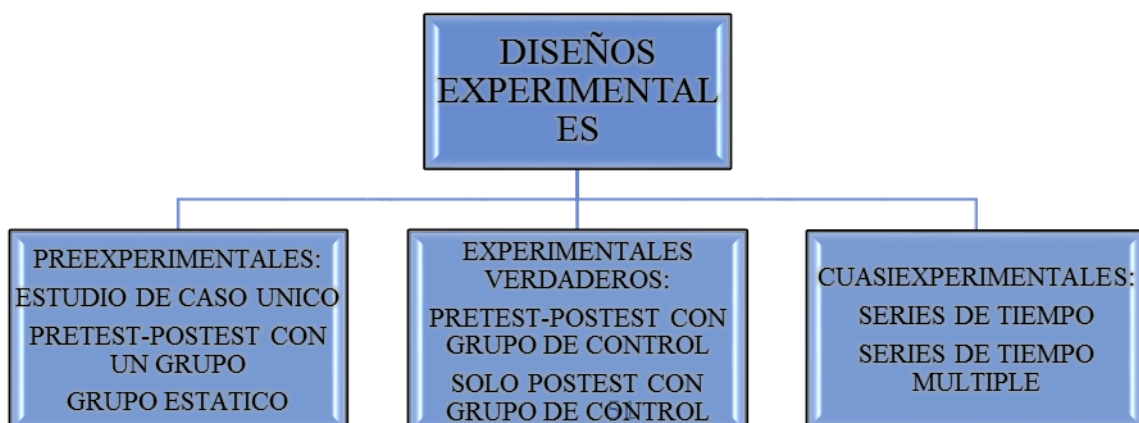 DISEÑOS
EXPERIMENTAL
ES
PREEXPERIMENTALES:
ESTUDIO DE CASO UNICO
PRETEST-POSTEST CON
UN GRUPO
GRUPO ESTATICO
EXPERIMENTALES
VERDADEROS:
PRETEST-POSTEST CON
GRUPO DE CONTROL
SOLO POSTEST CON
GRUPO DE CONTROL
CUASIEXPERIMENTALES:
SERIES DE TIEMPO
SERIES DE TIEMPO
MULTIPLE